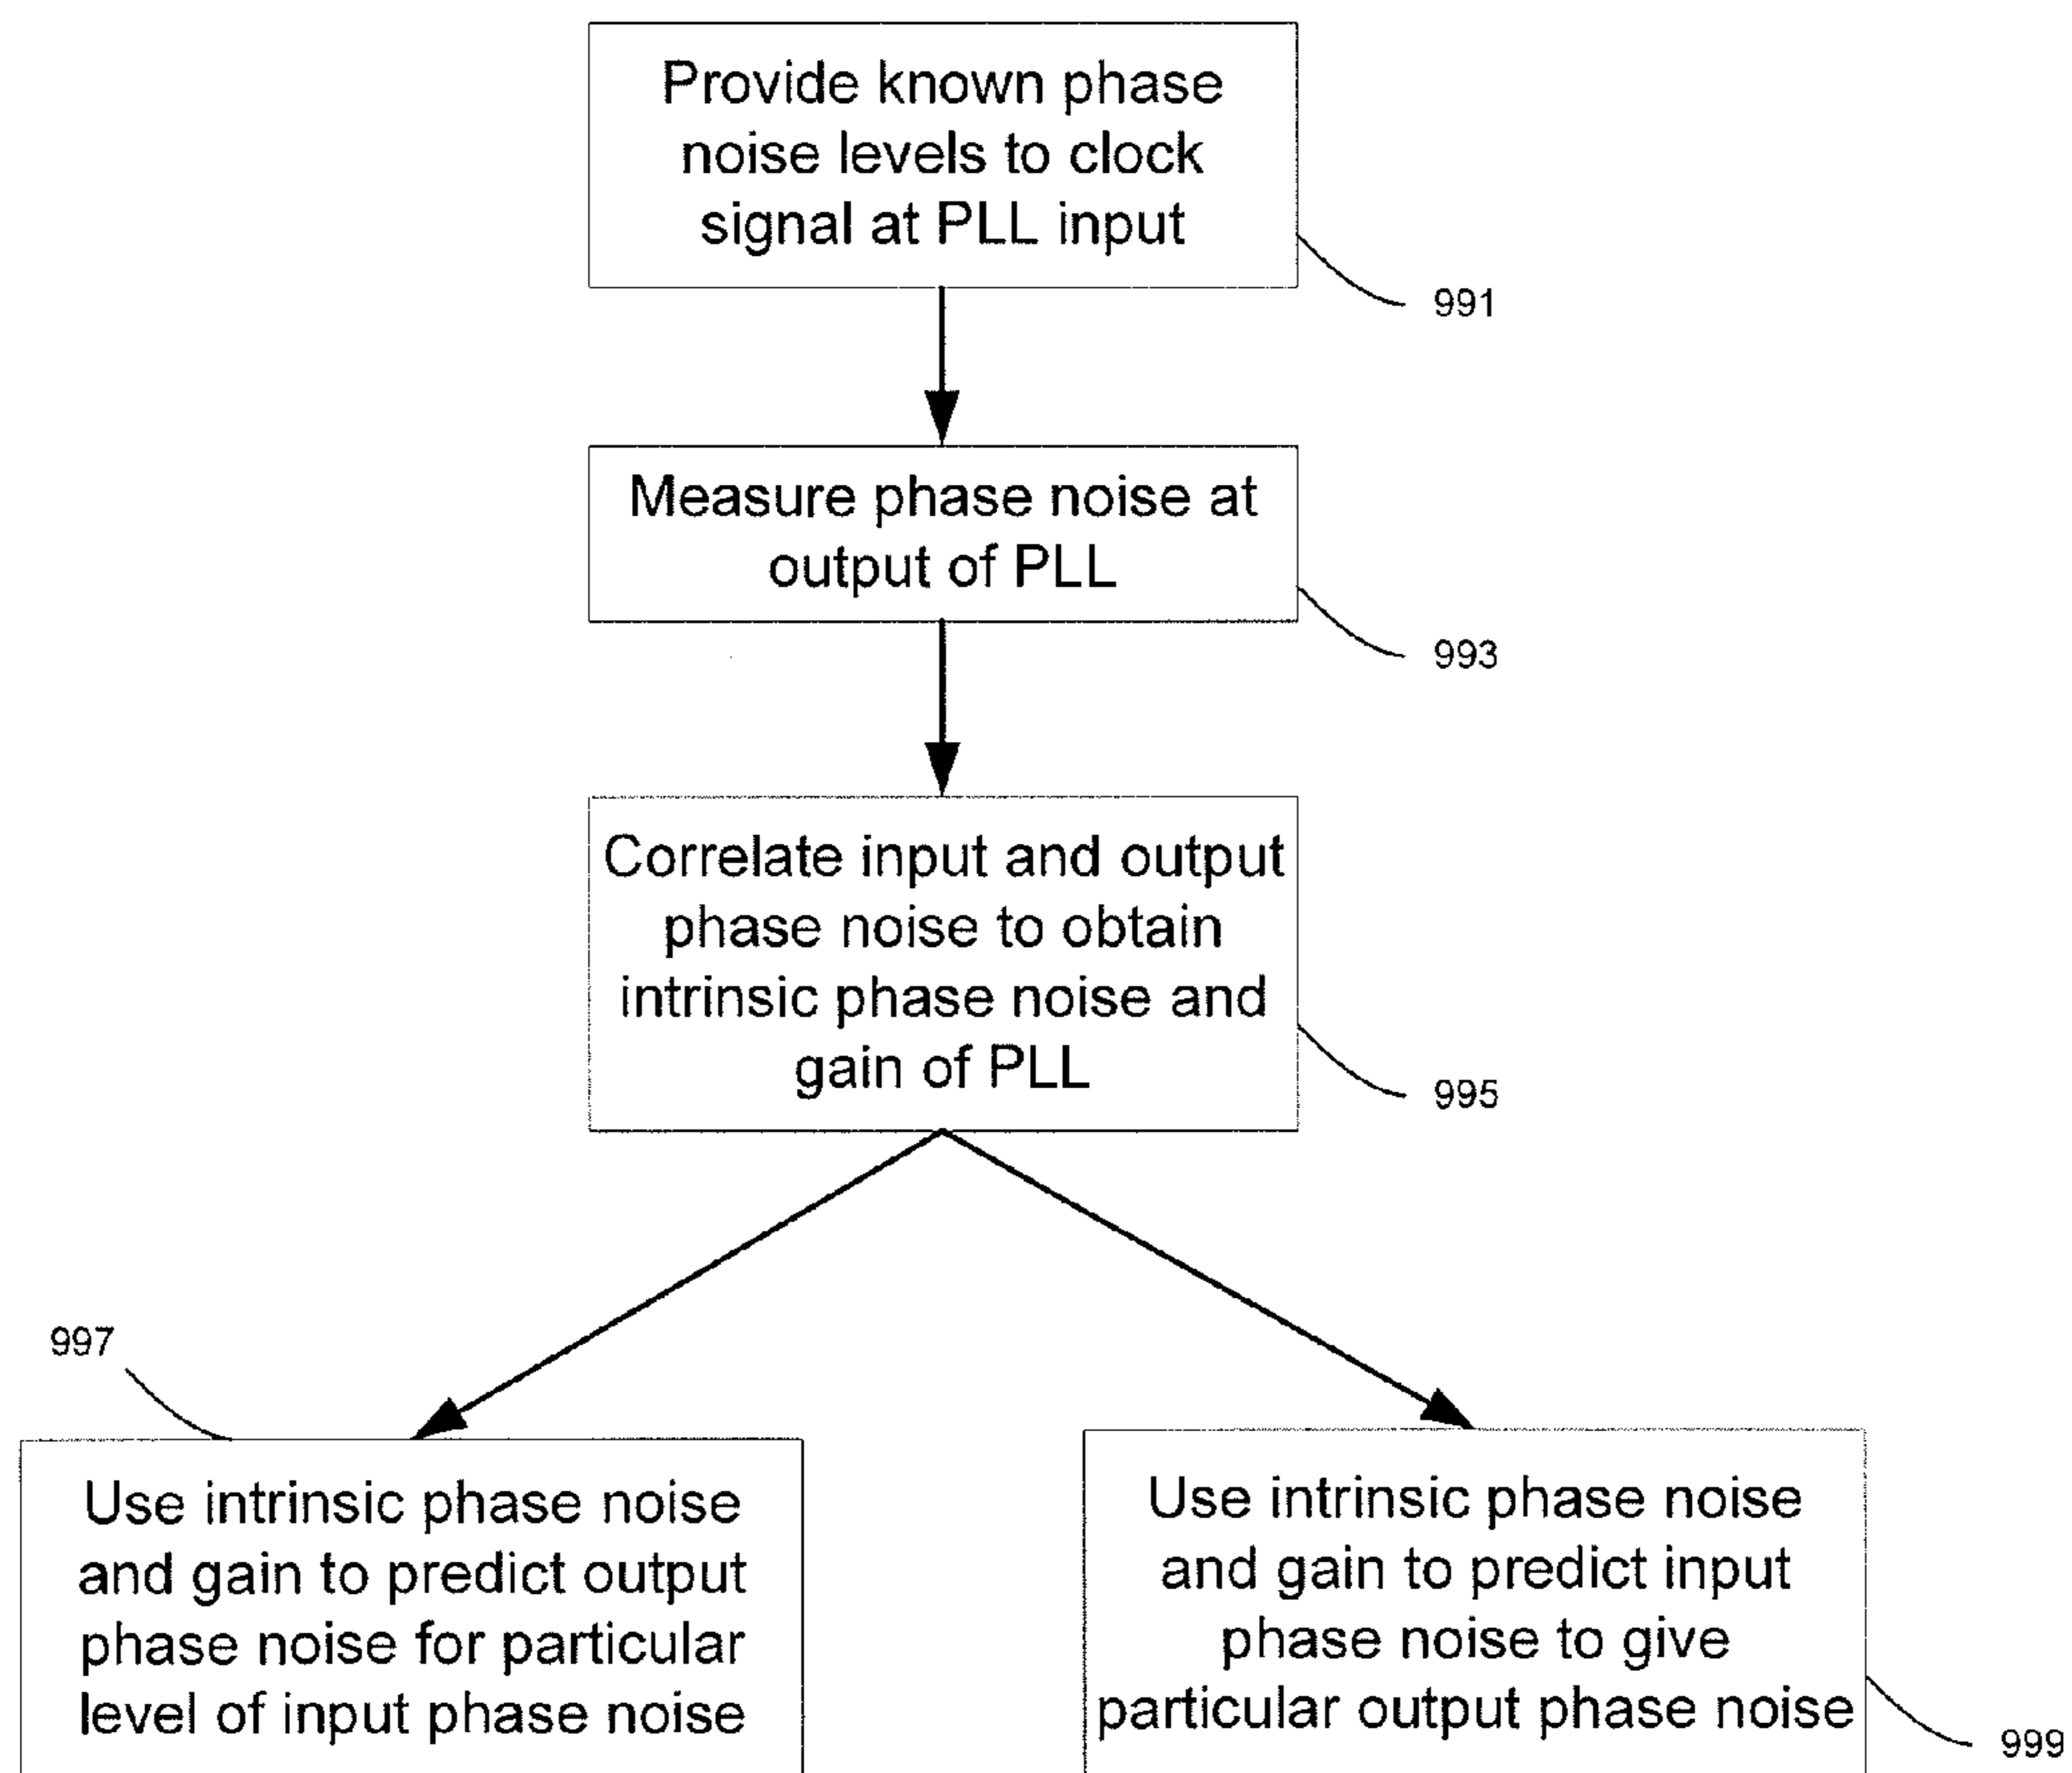 Provide known phase
noise levels to clock
signal at PLL input
991
Measure phase noise at
output of PLL
993
Correlate input and output
phase noise to obtain
intrinsic phase noise and
gain of PLL
995
997
Use intrinsic phase noise
and gain to predict output
phase noise for particular
level of input phase noise
Use intrinsic phase noise
and gain to predict input
phase noise to give
particular output phase noise
999